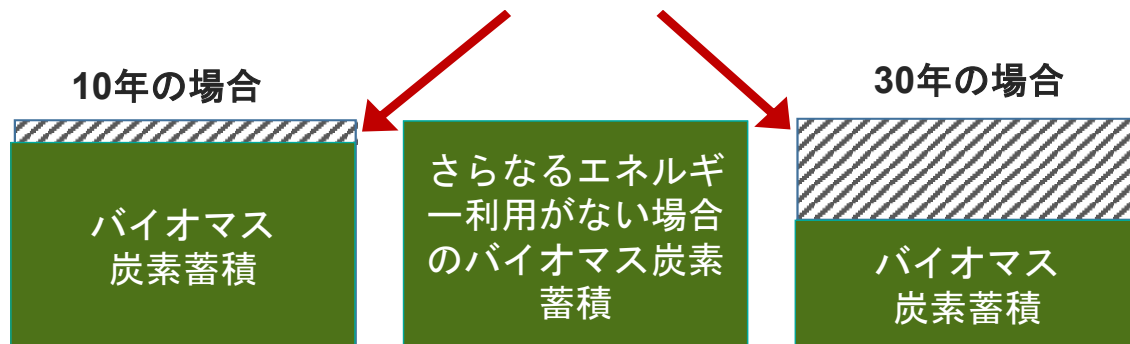 10年の場合
30年の場合
バイオマス
炭素蓄積
さらなるエネルギ
ー利用がない場合
のバイオマス炭素
蓄積
バイオマス
炭素蓄積